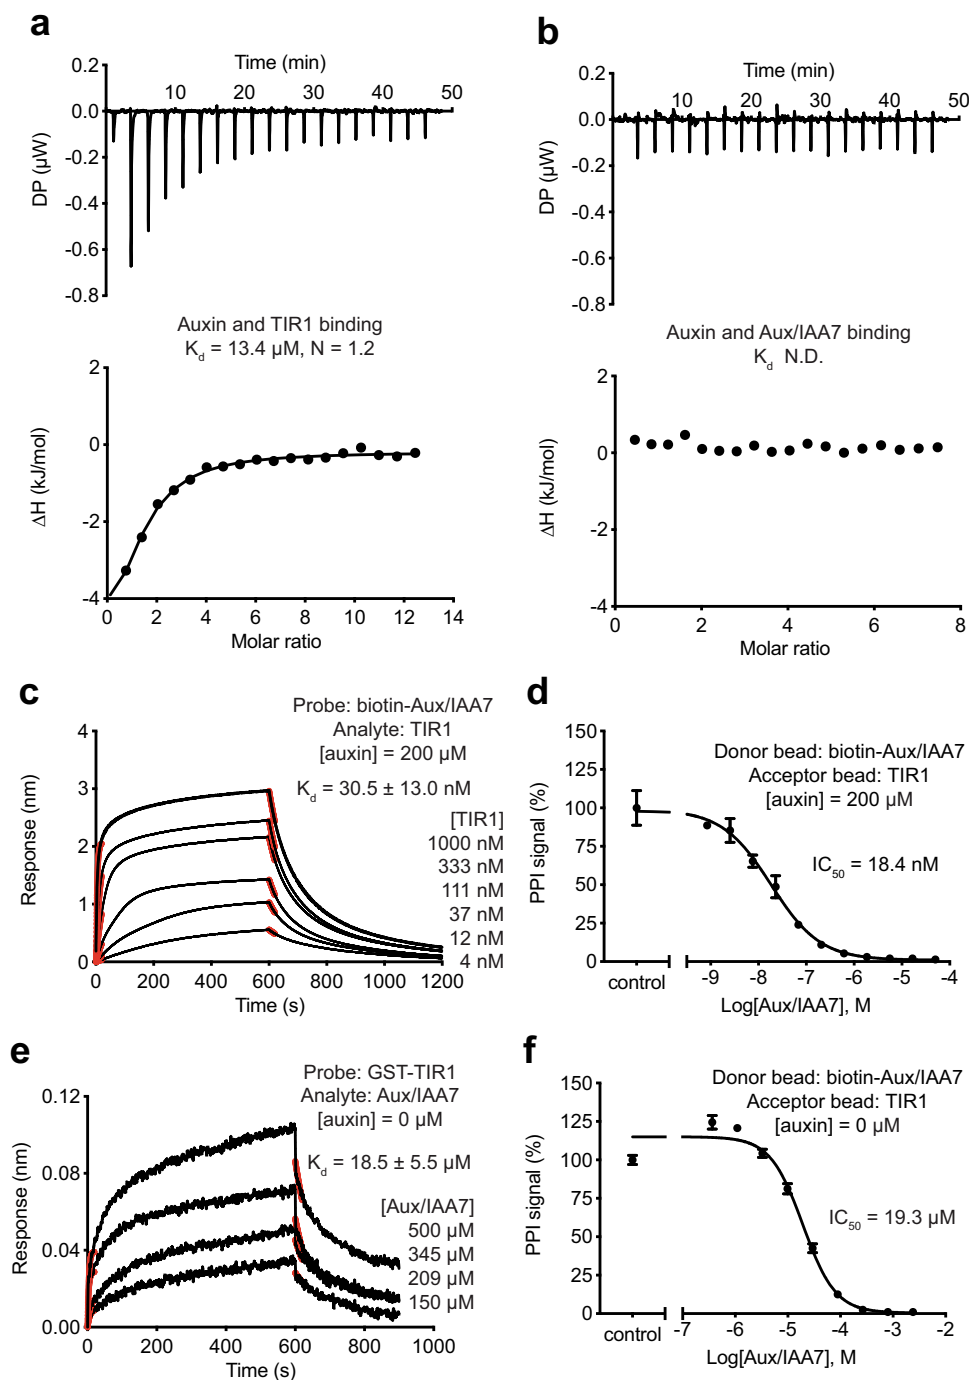 a
Time (min)
10 20 30 40 50
0.2
0.0
-0.2
-0.4
-0.6
-0.8
DP (µW)
Auxin and TIR1 binding
Kd = 13.4 µM, N = 1.2
2
0
-2
-4
ΔH (kJ/mol)
0 2 4 6 8 10 12 14
Molar ratio
b
Time (min)
10 20 30 40 50
0.2
0.0
-0.2
-0.4
-0.6
-0.8
DP (µW)
Auxin and Aux/IAA7 binding
Kd N.D.
2
0
-2
-4
ΔH (kJ/mol)
0 2 4 6 8
Molar ratio
c
Probe: biotin-Aux/IAA7
Analyte: TIR1
[auxin] = 200 µM
Kd = 30.5 ± 13.0 nM
[TIR1]
1000 nM
333 nM
111 nM
37 nM
12 nM
4 nM
4
3
2
1
0
Response (nm)
0 200 400 600 800 1000 1200
Time (s)
d
Donor bead: biotin-Aux/IAA7
Acceptor bead: TIR1
[auxin] = 200 µM
IC50 = 18.4 nM
150
125
100
75
50
25
0
PPI signal (%)
control -9 -8 -7 -6 -5 -4
Log[Aux/IAA7], M
e
Probe: GST-TIR1
Analyte: Aux/IAA7
[auxin] = 0 µM
Kd = 18.5 ± 5.5 µM
[Aux/IAA7]
500 µM
345 µM
209 µM
150 µM
0.12
0.08
0.04
0.00
Response (nm)
0 200 400 600 800 1000
Time (s)
f
Donor bead: biotin-Aux/IAA7
Acceptor bead: TIR1
[auxin] = 0 µM
IC50 = 19.3 µM
150
125
100
75
50
25
0
PPI signal (%)
control -7 -6 -5 -4 -3 -2
Log[Aux/IAA7], M